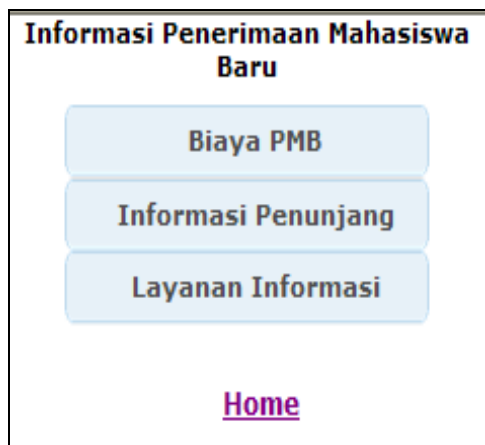 Informasi Penerimaan Mahasiswa
Baru
Biaya PMB
Informasi Penunjang
Layanan Informasi
Home